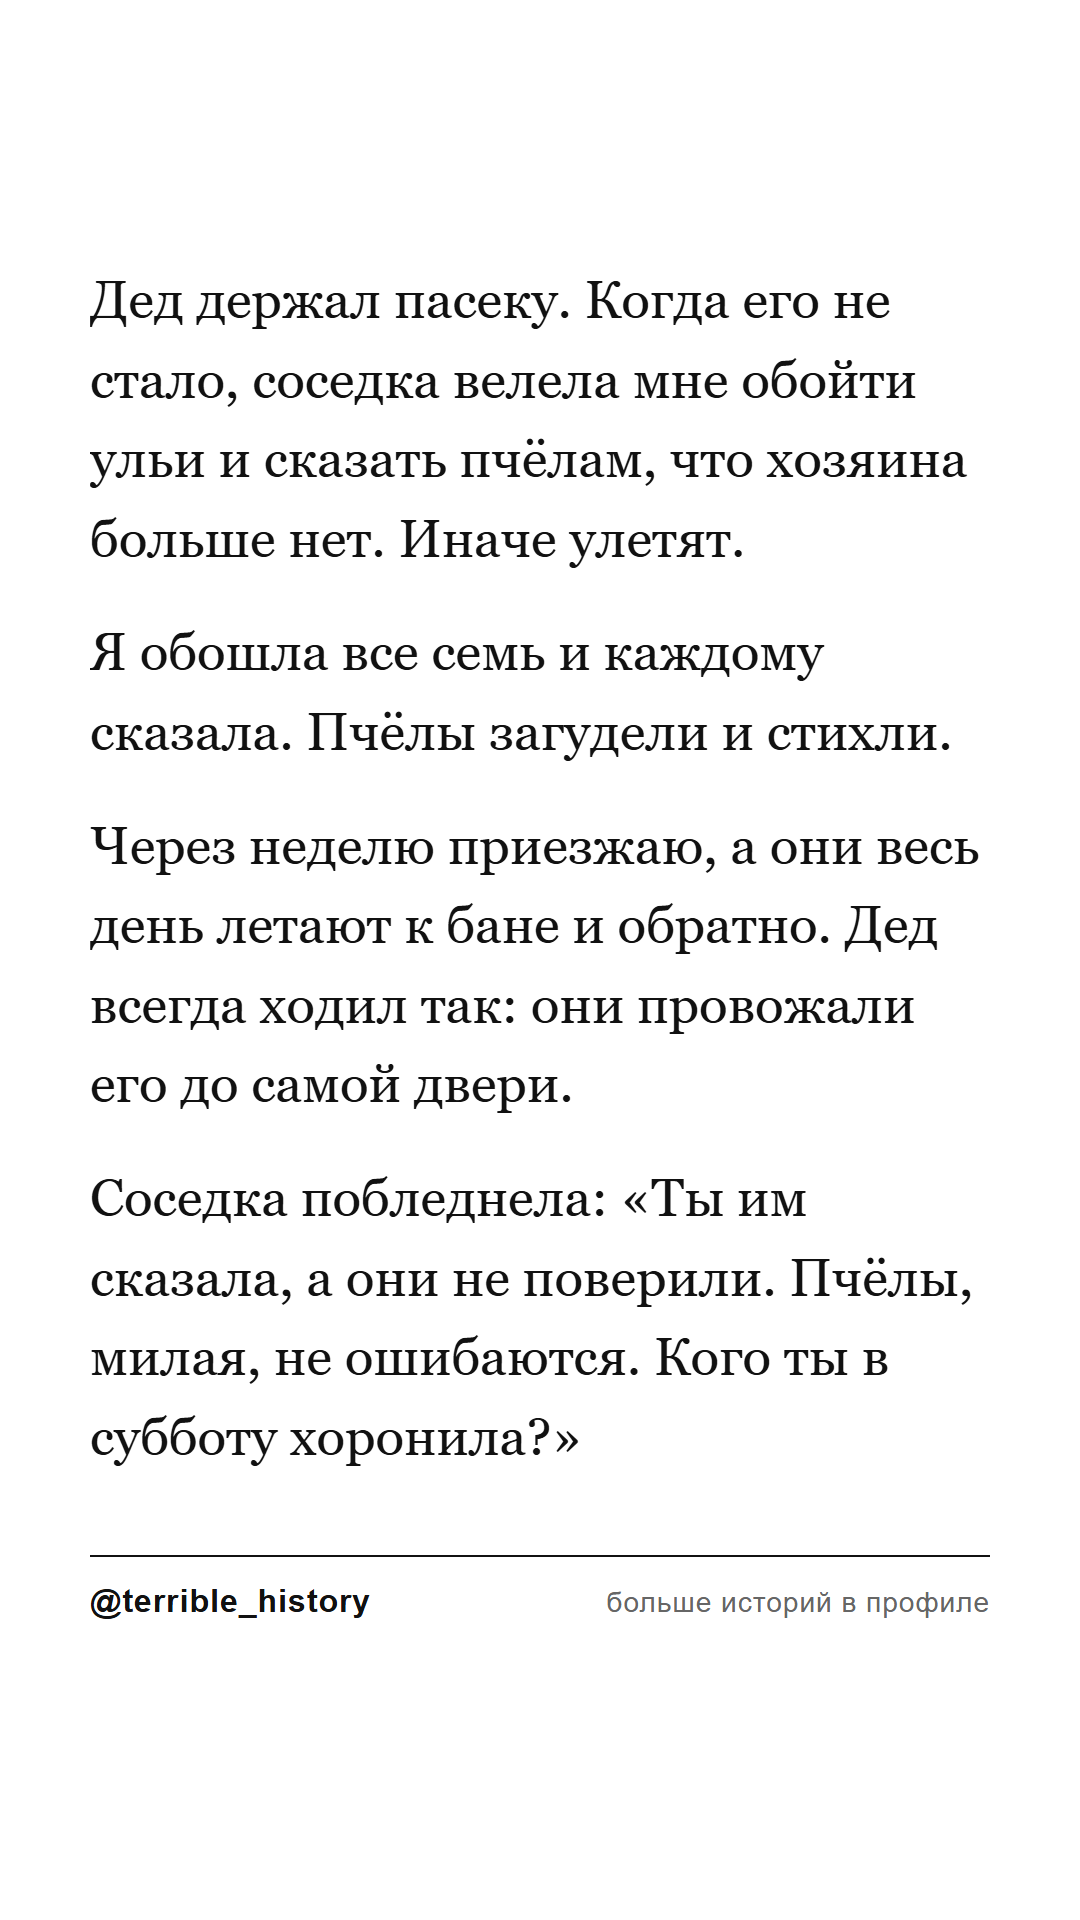 Дед держал пасеку. Когда его не
стало, соседка велела мне обойти
ульи и сказать пчёлам, что хозяина
больше нет. Иначе улетят.
Я обошла все семь и каждому
сказала. Пчёлы загудели и стихли.
Через неделю приезжаю, а они весь
день летают к бане и обратно. Дед
всегда ходил так: они провожали
его до самой двери.
Соседка побледнела: «Ты им
сказала, а они не поверили. Пчёлы,
милая, не ошибаются. Кого ты в
субботу хоронила?»
@terrible_history
больше историй в профиле